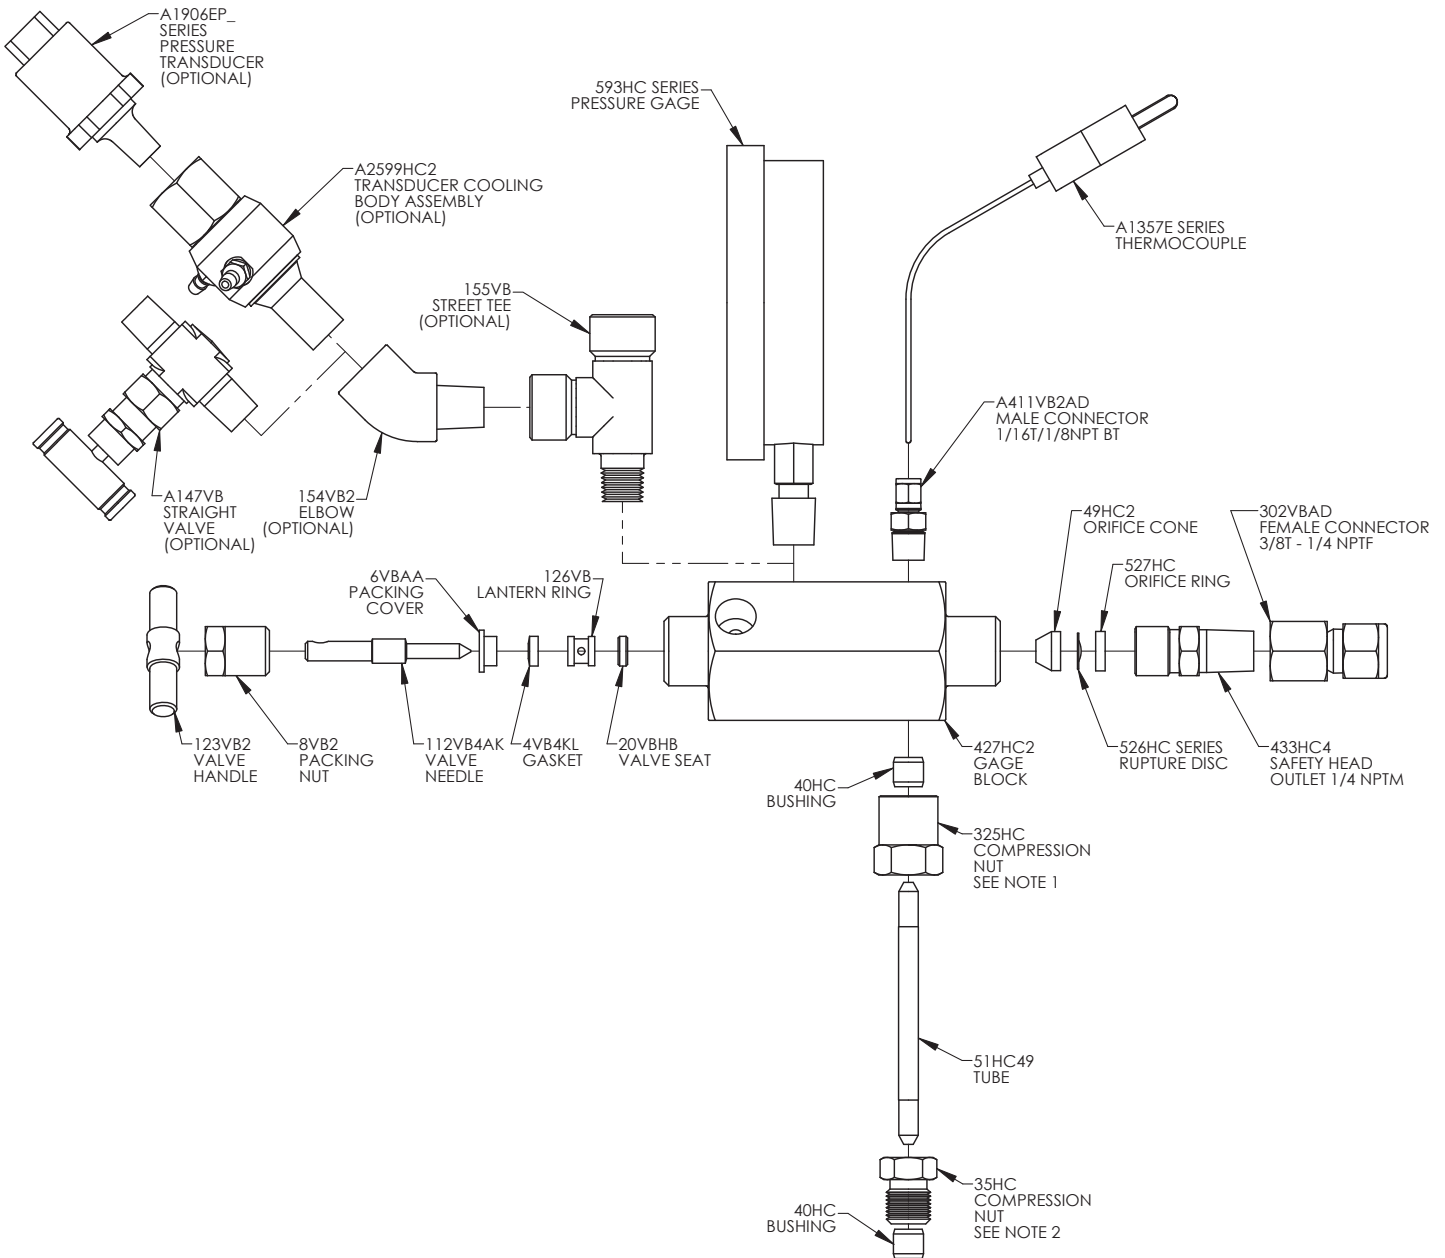 A1906EP_
SERIES
PRESSURE
TRANSDUCER
(OPTIONAL)
593HC SERIES
PRESSURE GAGE
A2599HC2
TRANSDUCER COOLING
BODY ASSEMBLY
(OPTIONAL)
A1357E SERIES
THERMOCOUPLE
155VB
STREET TEE
(OPTIONAL)
A411VB2AD
MALE CONNECTOR
1/16T/1/8NPT BT
A147VB
STRAIGHT
VALVE
(OPTIONAL)
154VB2
ELBOW
(OPTIONAL)
49HC2
ORIFICE CONE
302VBAD
FEMALE CONNECTOR
3/8T - 1/4 NPTF
527HC
ORIFICE RING
6VBAA
PACKING
COVER
126VB
LANTERN RING
123VB2
VALVE
HANDLE
8VB2
PACKING
NUT
112VB4AK
VALVE
NEEDLE
4VB4KL
GASKET
20VBHB
VALVE SEAT
427HC2
GAGE
BLOCK
526HC SERIES
RUPTURE DISC
433HC4
SAFETY HEAD
OUTLET 1/4 NPTM
40HC
BUSHING
325HC
COMPRESSION
NUT
SEE NOTE 1
51HC49
TUBE
35HC
COMPRESSION
NUT
SEE NOTE 2
40HC
BUSHING